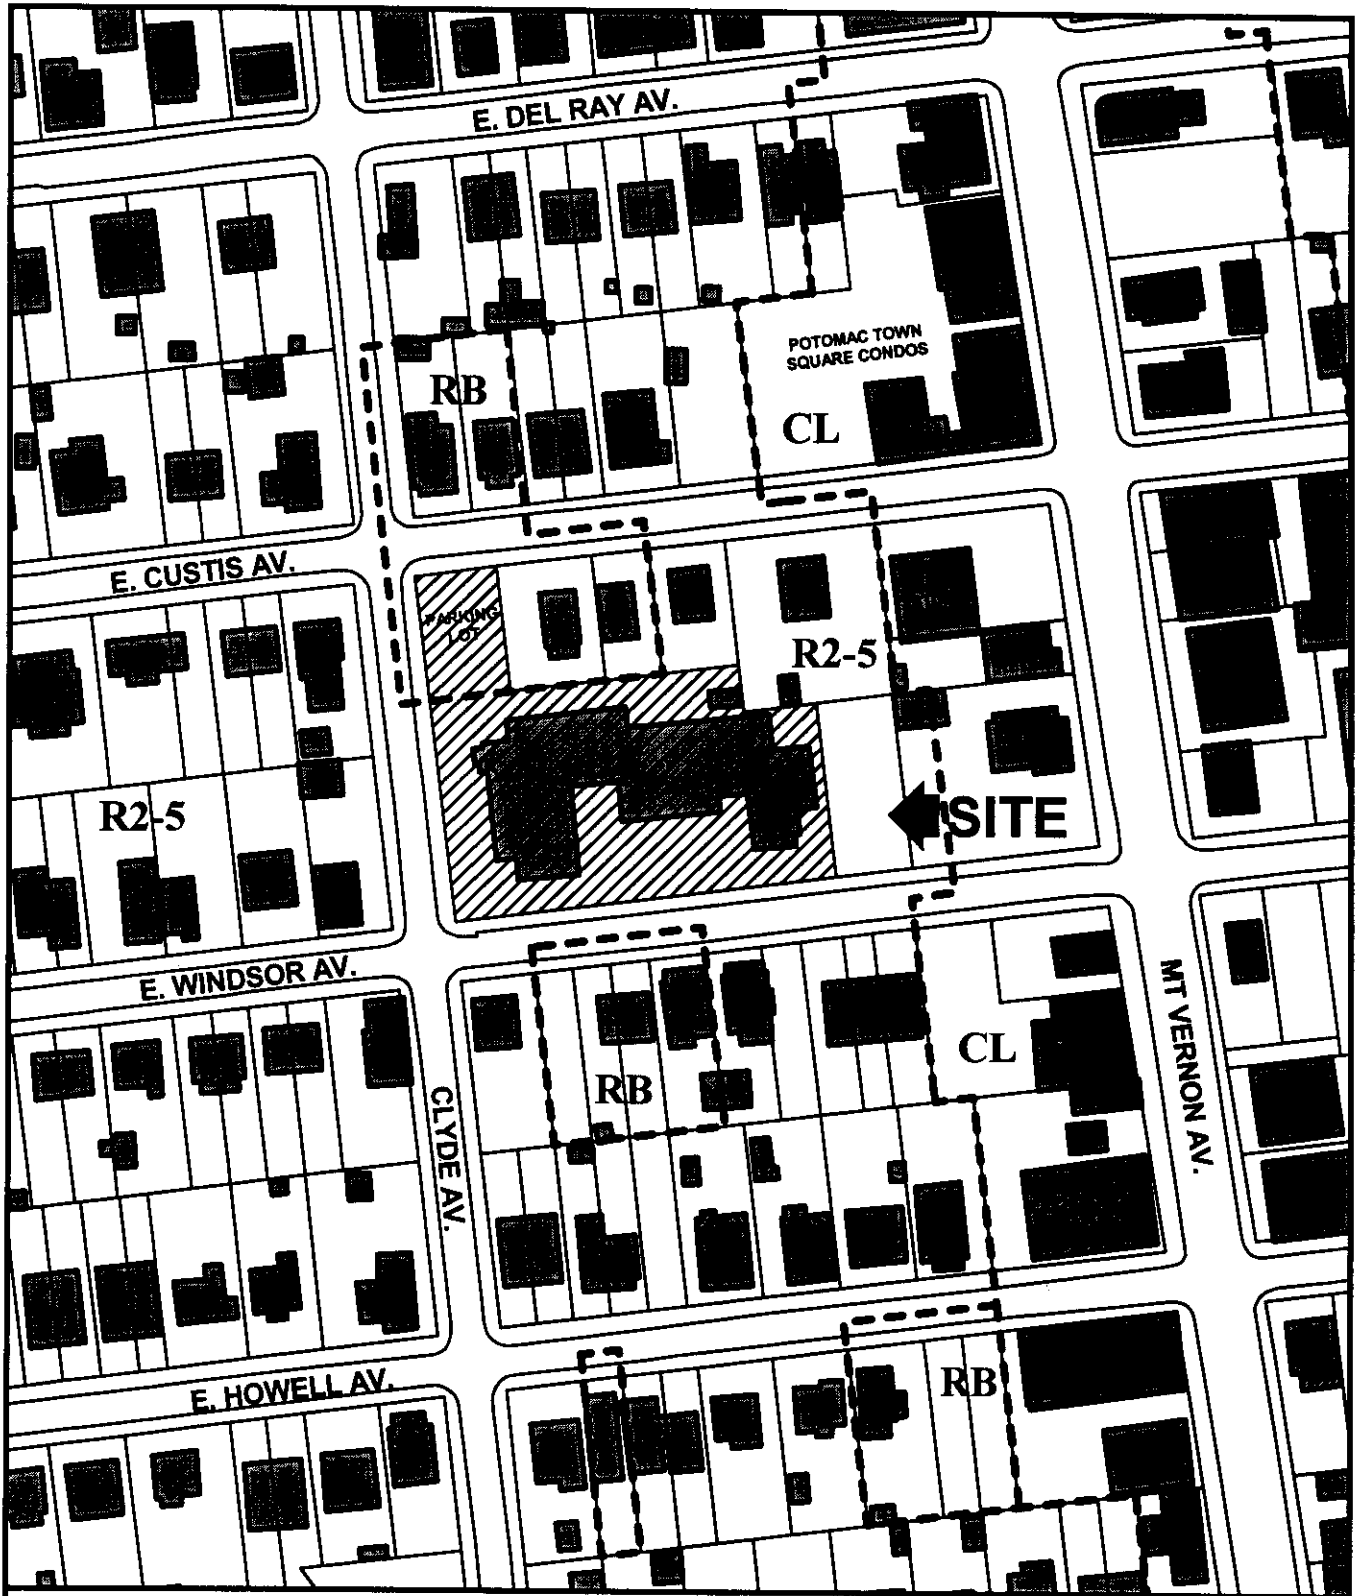 E. DEL RAY AV.
POTOMAC TOWN
SQUARE CONDOS
RB
CL
E. CUSTIS AV.
PARKING
LOT
R2-5
R2-5
SITE
E. WINDSOR AV.
MT VERNON AV.
CL
RB
CLYDE AV.
E. HOWELL AV.
RB